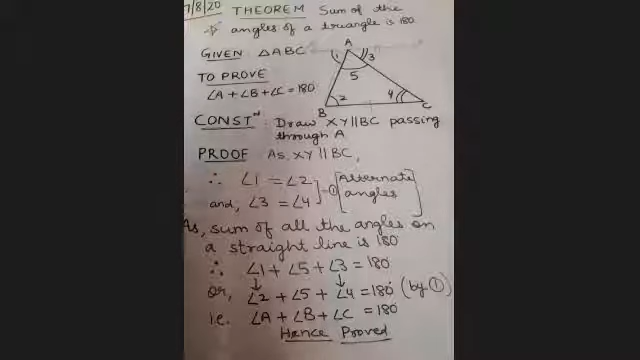 7/8/20 THEOREM Sum of the
angles of a triangle is 180
GIVEN △ABC
TO PROVE
∠A+∠B+∠C=180
A
1 3
5
2 4
B C
CONSTⁿ. Draw XY||BC passing
through A
PROOF As XY||BC,
∴ ∠1=∠2
and, ∠3=∠4 ]-① [Alternate angles]
As, sum of all the angles on
a straight line is 180
∴ ∠1+∠5+∠3=180
or, ∠2+∠5+∠4=180 (by ①)
i.e. ∠A+∠B+∠C=180
Hence Proved